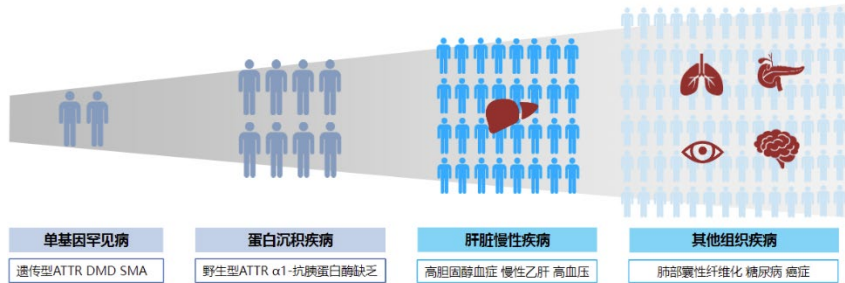 单基因罕见病
遗传型ATTR DMD SMA
蛋白沉积疾病
野生型ATTR α1-抗胰蛋白酶缺乏
肝脏慢性疾病
高胆固醇血症 慢性乙肝 高血压
其他组织疾病
肺部囊性纤维化 糖尿病 癌症